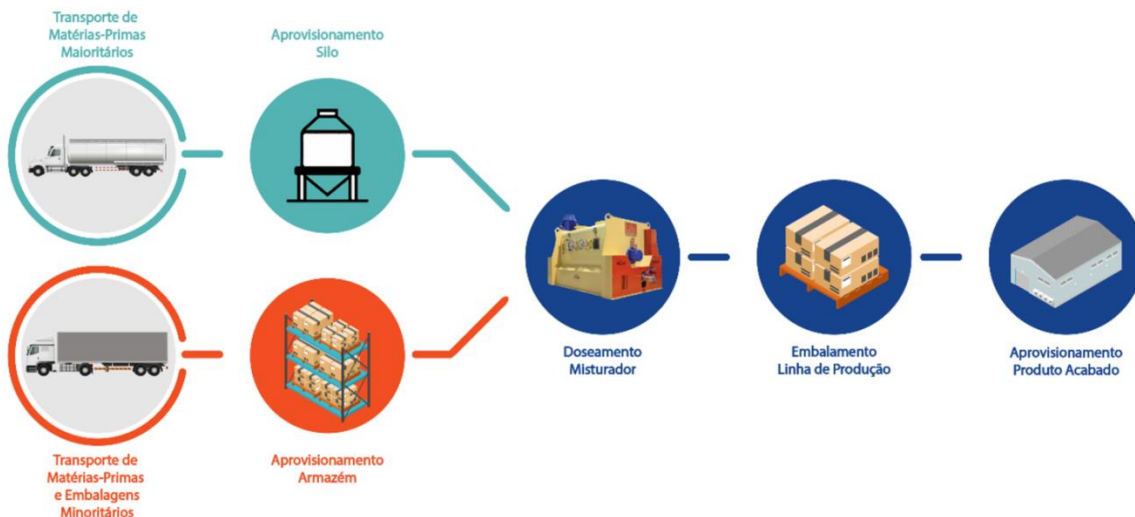 Transporte de
Matérias-Primas
Maioritários
Aprovisionamento
Silo
Transporte de
Matérias-Primas
e Embalagens
Minoritários
Aprovisionamento
Armazém
Doseamento
Misturador
Embalamento
Linha de Produção
Aprovisionamento
Produto Acabado